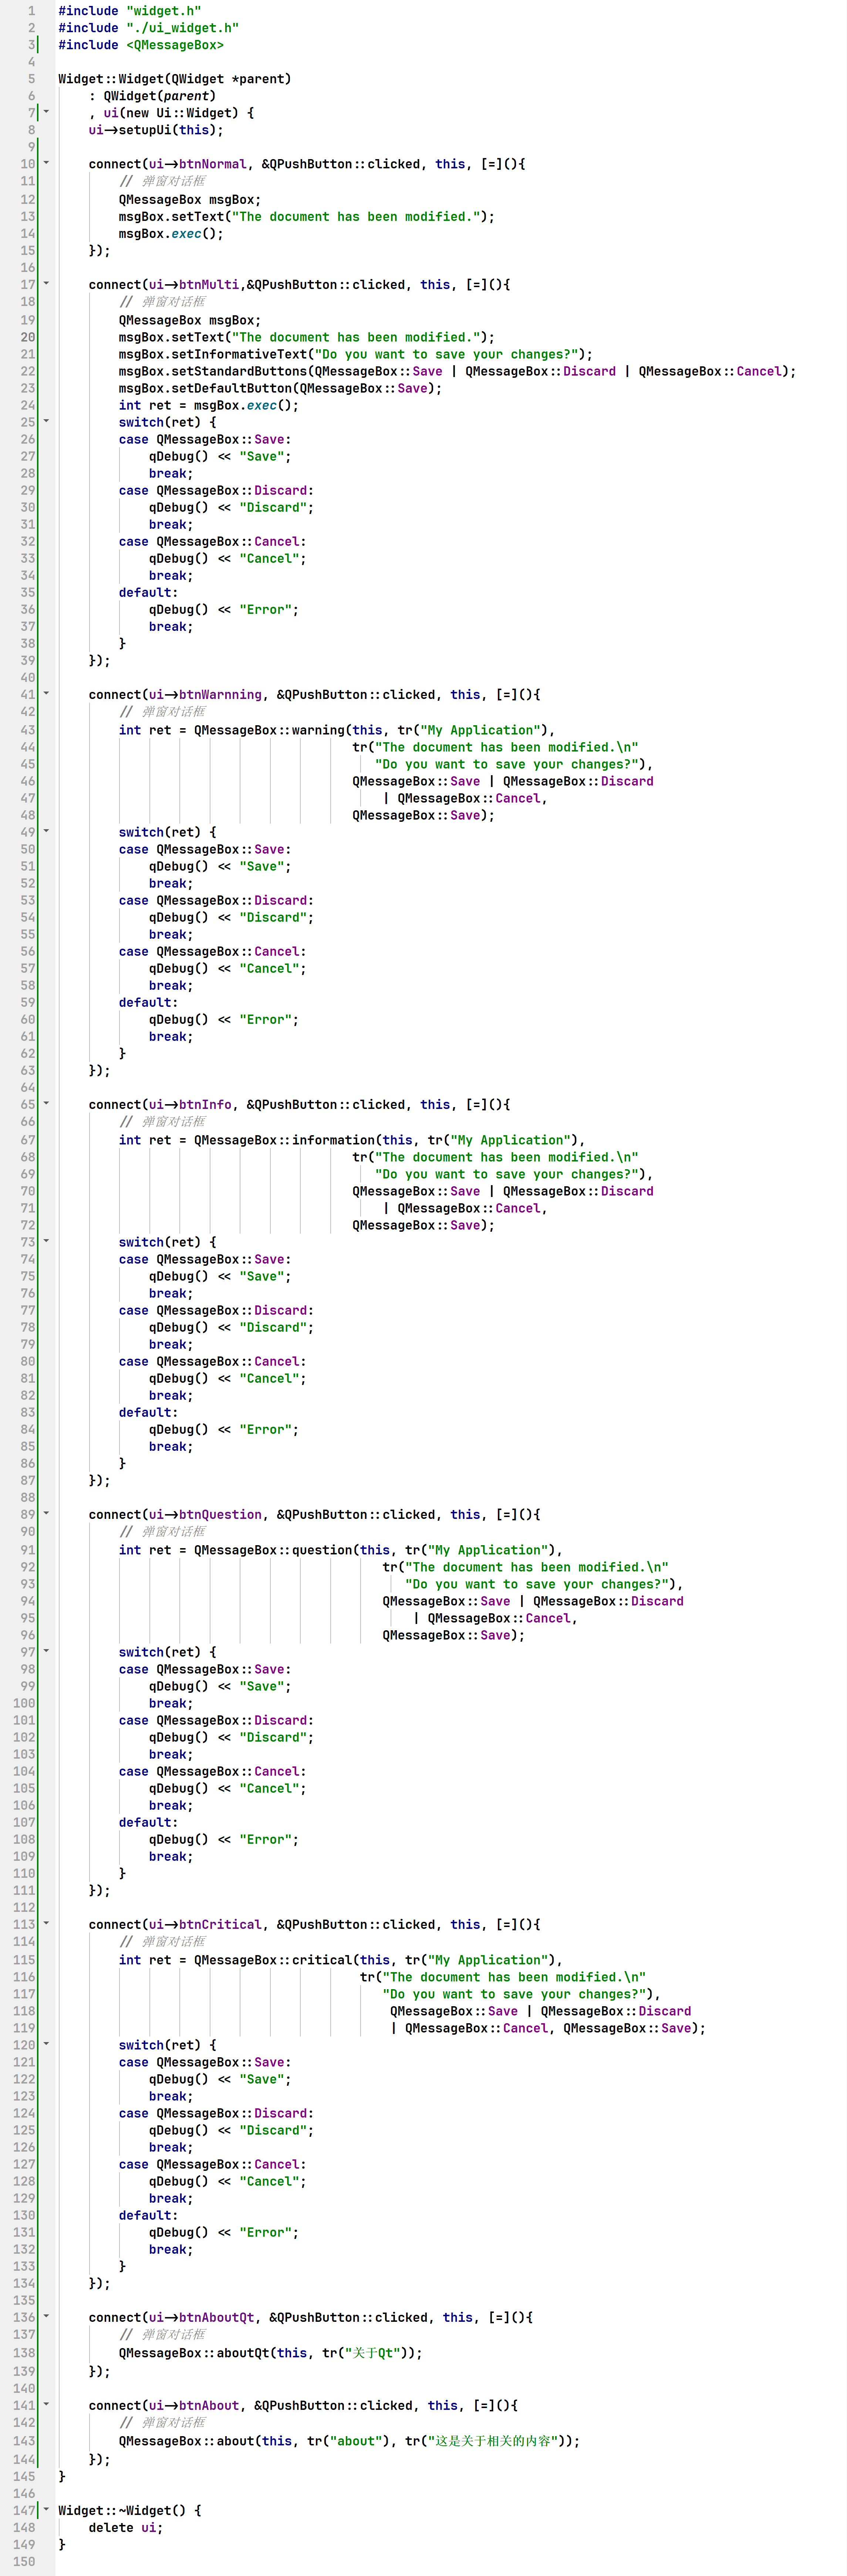 1 #include "widget.h"
2 #include "./ui_widget.h"
3 #include <QMessageBox>
4
5 Widget::Widget(QWidget *parent)
6     : QWidget(parent)
7     , ui(new Ui::Widget) {
8     ui->setupUi(this);
9
10     connect(ui->btnNormal, &QPushButton::clicked, this, [=](){
11         // 弹窗对话框
12         QMessageBox msgBox;
13         msgBox.setText("The document has been modified.");
14         msgBox.exec();
15     });
16
17     connect(ui->btnMulti,&QPushButton::clicked, this, [=](){
18         // 弹窗对话框
19         QMessageBox msgBox;
20         msgBox.setText("The document has been modified.");
21         msgBox.setInformativeText("Do you want to save your changes?");
22         msgBox.setStandardButtons(QMessageBox::Save | QMessageBox::Discard | QMessageBox::Cancel);
23         msgBox.setDefaultButton(QMessageBox::Save);
24         int ret = msgBox.exec();
25         switch(ret) {
26         case QMessageBox::Save:
27             qDebug() << "Save";
28             break;
29         case QMessageBox::Discard:
30             qDebug() << "Discard";
31             break;
32         case QMessageBox::Cancel:
33             qDebug() << "Cancel";
34             break;
35         default:
36             qDebug() << "Error";
37             break;
38         }
39     });
40
41     connect(ui->btnWarnning, &QPushButton::clicked, this, [=](){
42         // 弹窗对话框
43         int ret = QMessageBox::warning(this, tr("My Application"),
44                                        tr("The document has been modified.\n"
45                                           "Do you want to save your changes?"),
46                                        QMessageBox::Save | QMessageBox::Discard
47                                            | QMessageBox::Cancel,
48                                        QMessageBox::Save);
49         switch(ret) {
50         case QMessageBox::Save:
51             qDebug() << "Save";
52             break;
53         case QMessageBox::Discard:
54             qDebug() << "Discard";
55             break;
56         case QMessageBox::Cancel:
57             qDebug() << "Cancel";
58             break;
59         default:
60             qDebug() << "Error";
61             break;
62         }
63     });
64
65     connect(ui->btnInfo, &QPushButton::clicked, this, [=](){
66         // 弹窗对话框
67         int ret = QMessageBox::information(this, tr("My Application"),
68                                        tr("The document has been modified.\n"
69                                           "Do you want to save your changes?"),
70                                        QMessageBox::Save | QMessageBox::Discard
71                                            | QMessageBox::Cancel,
72                                        QMessageBox::Save);
73         switch(ret) {
74         case QMessageBox::Save:
75             qDebug() << "Save";
76             break;
77         case QMessageBox::Discard:
78             qDebug() << "Discard";
79             break;
80         case QMessageBox::Cancel:
81             qDebug() << "Cancel";
82             break;
83         default:
84             qDebug() << "Error";
85             break;
86         }
87     });
88
89     connect(ui->btnQuestion, &QPushButton::clicked, this, [=](){
90         // 弹窗对话框
91         int ret = QMessageBox::question(this, tr("My Application"),
92                                            tr("The document has been modified.\n"
93                                               "Do you want to save your changes?"),
94                                            QMessageBox::Save | QMessageBox::Discard
95                                                | QMessageBox::Cancel,
96                                            QMessageBox::Save);
97         switch(ret) {
98         case QMessageBox::Save:
99             qDebug() << "Save";
100             break;
101         case QMessageBox::Discard:
102             qDebug() << "Discard";
103             break;
104         case QMessageBox::Cancel:
105             qDebug() << "Cancel";
106             break;
107         default:
108             qDebug() << "Error";
109             break;
110         }
111     });
112
113     connect(ui->btnCritical, &QPushButton::clicked, this, [=](){
114         // 弹窗对话框
115         int ret = QMessageBox::critical(this, tr("My Application"),
116                                         tr("The document has been modified.\n"
117                                            "Do you want to save your changes?"),
118                                             QMessageBox::Save | QMessageBox::Discard
119                                             | QMessageBox::Cancel, QMessageBox::Save);
120         switch(ret) {
121         case QMessageBox::Save:
122             qDebug() << "Save";
123             break;
124         case QMessageBox::Discard:
125             qDebug() << "Discard";
126             break;
127         case QMessageBox::Cancel:
128             qDebug() << "Cancel";
129             break;
130         default:
131             qDebug() << "Error";
132             break;
133         }
134     });
135
136     connect(ui->btnAboutQt, &QPushButton::clicked, this, [=](){
137         // 弹窗对话框
138         QMessageBox::aboutQt(this, tr("关于Qt"));
139     });
140
141     connect(ui->btnAbout, &QPushButton::clicked, this, [=](){
142         // 弹窗对话框
143         QMessageBox::about(this, tr("about"), tr("这是关于相关的内容"));
144     });
145 }
146
147 Widget::~Widget() {
148     delete ui;
149 }
150